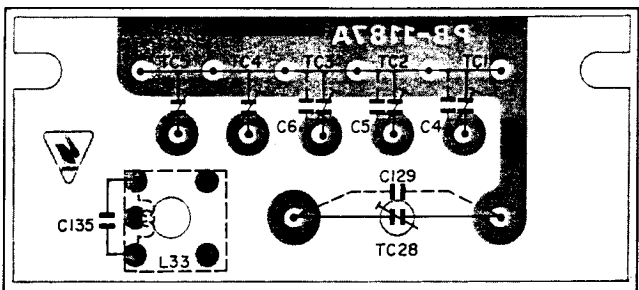 PB-1187A
TC5 TC4 TC3 TC2 TC1
C6 C5 C4
C129
C135
TC28
L33